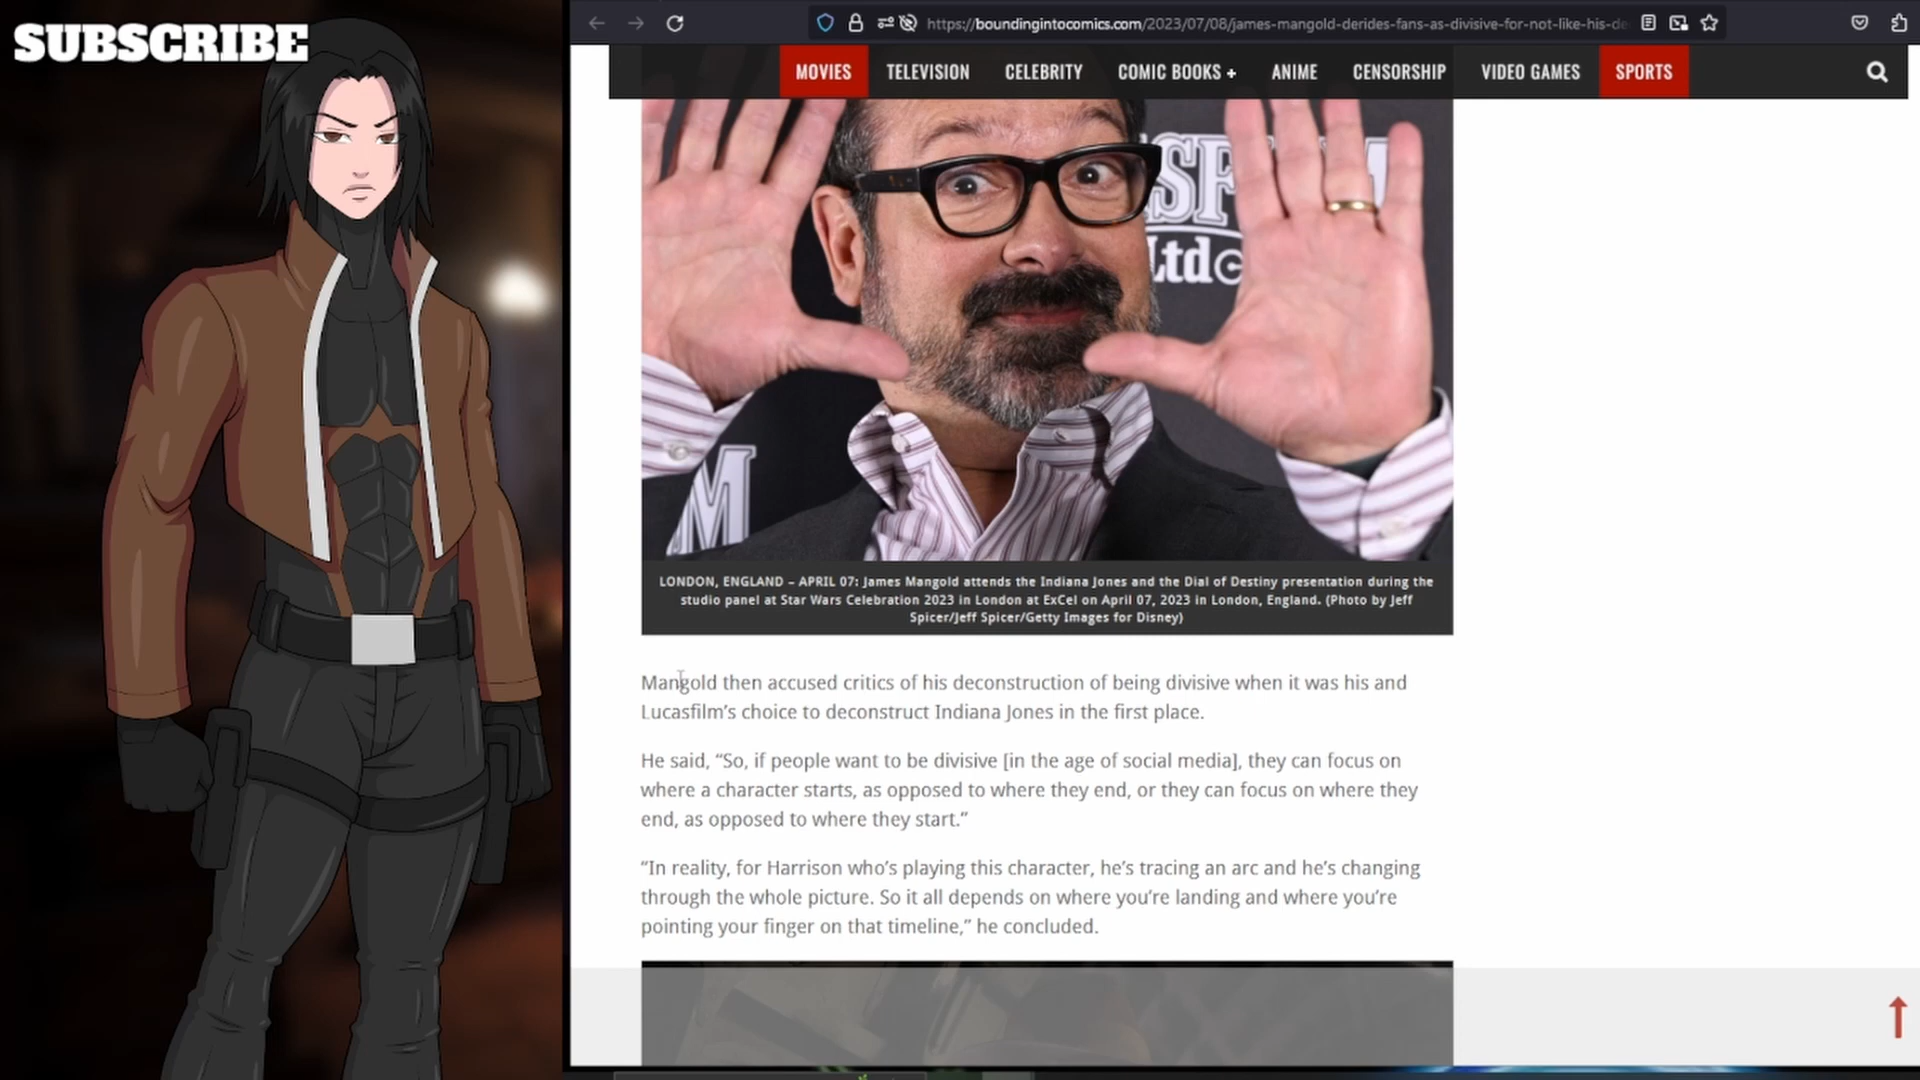 SUBSCRIBE
https://boundingintocomics.com/2023/07/08/james-mangold-derides-fans-as-divisive-for-not-like-his-de
MOVIES TELEVISION CELEBRITY COMIC BOOKS + ANIME CENSORSHIP VIDEO GAMES SPORTS
Ltd
M
LONDON, ENGLAND – APRIL 07: James Mangold attends the Indiana Jones and the Dial of Destiny presentation during the
studio panel at Star Wars Celebration 2023 in London at ExCel on April 07, 2023 in London, England. (Photo by Jeff
Spicer/Jeff Spicer/Getty Images for Disney)
Mangold then accused critics of his deconstruction of being divisive when it was his and
Lucasfilm's choice to deconstruct Indiana Jones in the first place.
He said, “So, if people want to be divisive [in the age of social media], they can focus on
where a character starts, as opposed to where they end, or they can focus on where they
end, as opposed to where they start.”
“In reality, for Harrison who's playing this character, he's tracing an arc and he's changing
through the whole picture. So it all depends on where you're landing and where you're
pointing your finger on that timeline,” he concluded.